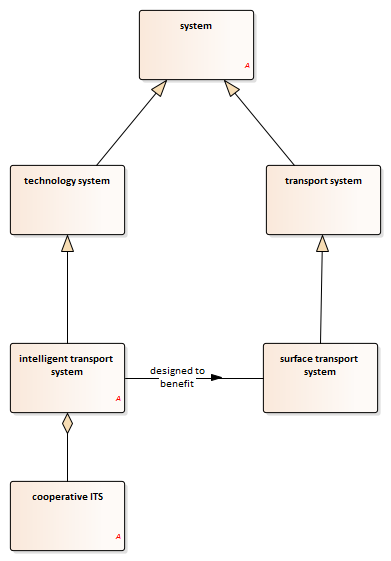 system
A
technology system
transport system
intelligent transport
system
A
designed to
benefit
surface transport
system
cooperative ITS
A